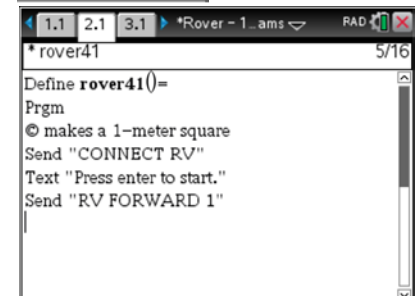 1.1 2.1 3.1 *Rover – 1...ams RAD
* rover41 5/16
Define rover41()=
Prgm
© makes a 1−meter square
Send "CONNECT RV"
Text "Press enter to start."
Send "RV FORWARD 1"